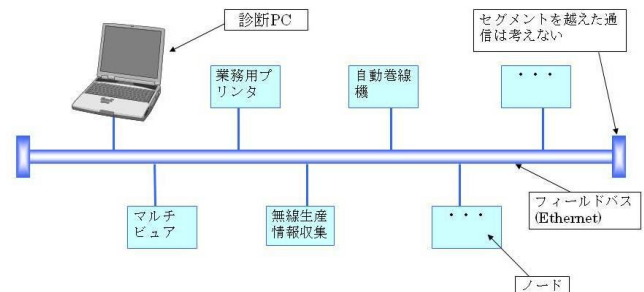 診断PC
セグメントを越えた通
信は考えない
業務用プ
リンタ
自動巻線
機
・・・
マルチ
ビュア
無線生産
情報収集
・・・
フィールドバス
(Ethernet)
ノード